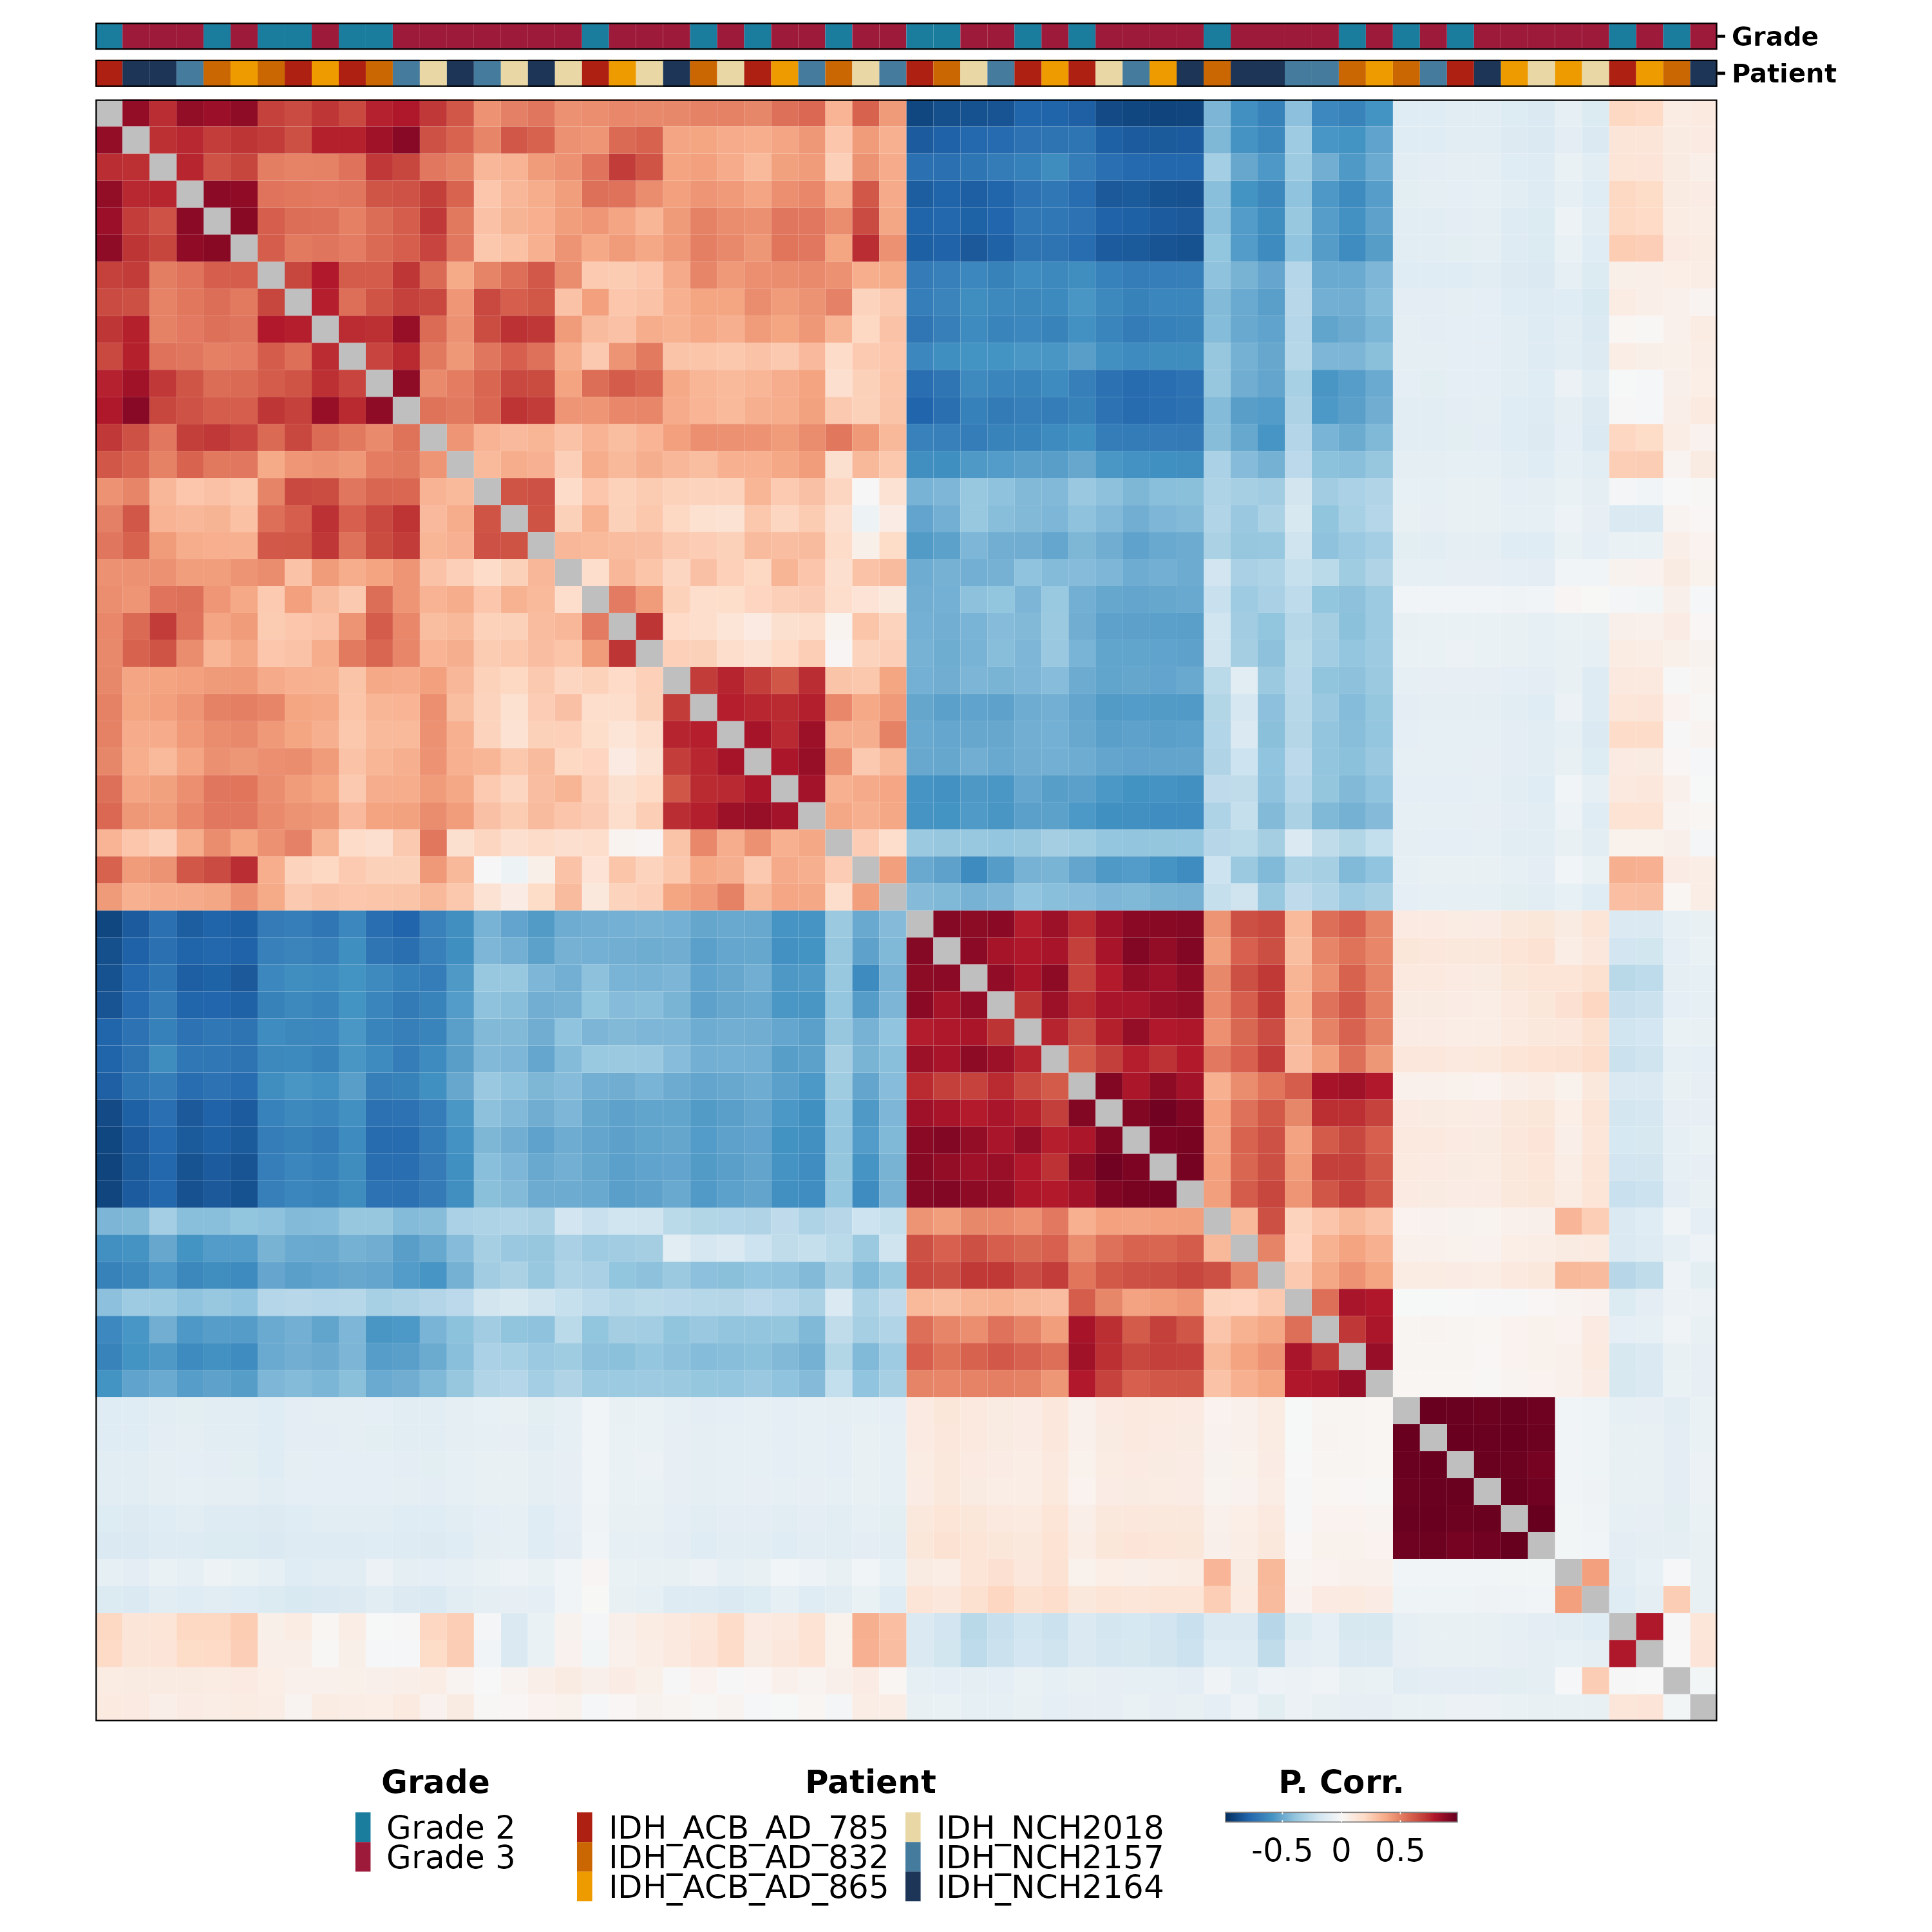 Grade
Patient
Grade
Grade 2
Grade 3
Patient
IDH_ACB_AD_785
IDH_ACB_AD_832
IDH_ACB_AD_865
IDH_NCH2018
IDH_NCH2157
IDH_NCH2164
P. Corr.
-0.5 0 0.5